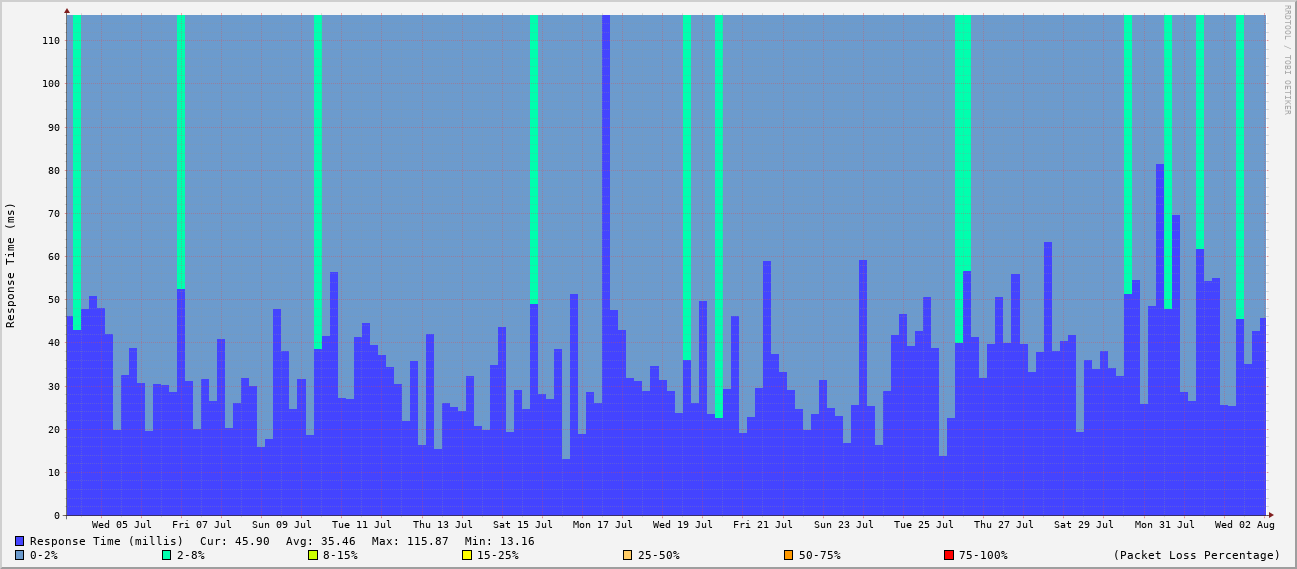 RRDTOOL / TOBI OETIKER
Response Time (ms)
110
100
90
80
70
60
50
40
30
20
10
0
Wed 05 Jul Fri 07 Jul Sun 09 Jul Tue 11 Jul Thu 13 Jul Sat 15 Jul Mon 17 Jul Wed 19 Jul Fri 21 Jul Sun 23 Jul Tue 25 Jul Thu 27 Jul Sat 29 Jul Mon 31 Jul Wed 02 Aug
Response Time (millis) Cur: 45.90 Avg: 35.46 Max: 115.87 Min: 13.16
0-2% 2-8% 8-15% 15-25% 25-50% 50-75% 75-100% (Packet Loss Percentage)